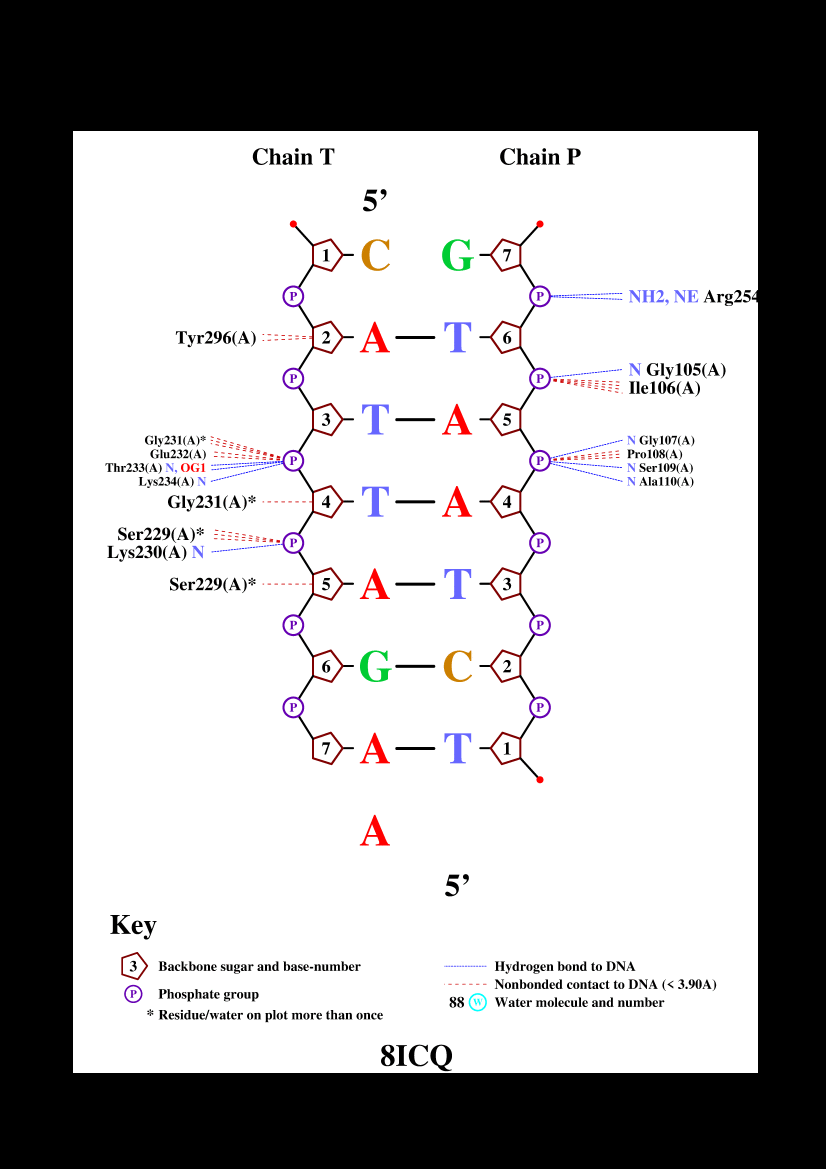 Chain T Chain P
5’
1 C G 7
P P NH2, NE Arg254
Tyr296(A) 2 A T 6
P P N Gly105(A)
Ile106(A)
3 T A 5
Gly231(A)* N Gly107(A)
Glu232(A) P P Pro108(A)
Thr233(A) N, OG1 N Ser109(A)
Lys234(A) N N Ala110(A)
Gly231(A)* 4 T A 4
Ser229(A)* P P
Lys230(A) N
Ser229(A)* 5 A T 3
P P
6 G C 2
P P
7 A T 1
A
5’
Key
3 Backbone sugar and base-number
P Phosphate group
* Residue/water on plot more than once
Hydrogen bond to DNA
Nonbonded contact to DNA (< 3.90A)
88 W Water molecule and number
8ICQ